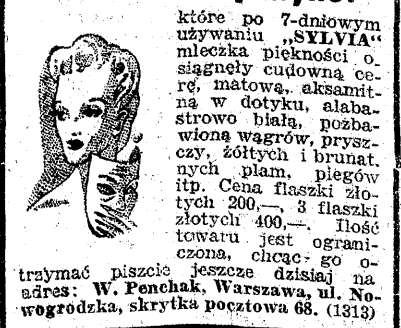 które po 7-dniowym
używaniu „SYLVIA“
mleczka piękności o-
siągnęły cudowną ce-
rę, matową, aksamit-
ną w dotyku, alaba-
strowo białą, pozba-
wioną wągrów, prysz-
czy, żółtych i brunat.
nych plam, piegów
itp. Cena flaszki zło-
tych 200,—, 3 flaszki
złotych 400,—. Ilość
towaru jest ograni-
czona, chcąc go o-
trzymać piszcie jeszcze dzisiaj na
adres: W. Penchak, Warszawa, ul. No-
wogrodzka, skrytka pocztowa 68. (1313)